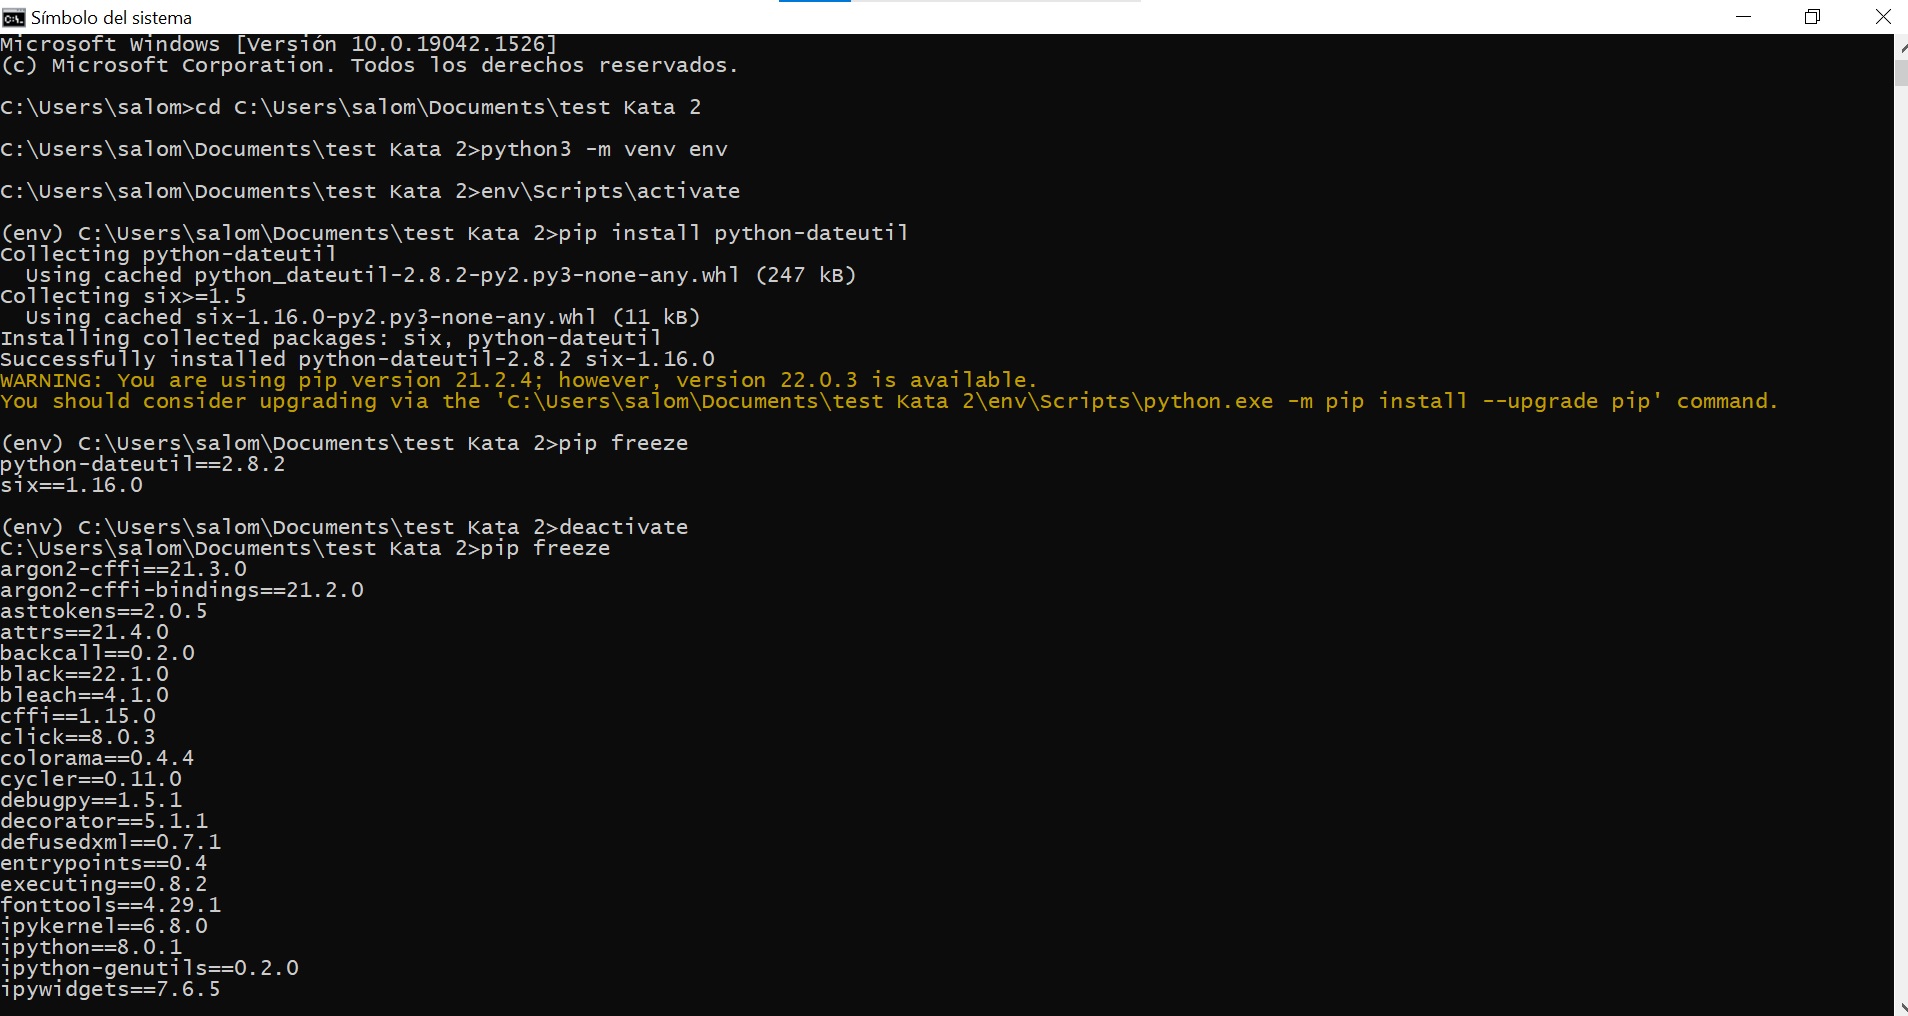 Símbolo del sistema
Microsoft Windows [Versión 10.0.19042.1526]
(c) Microsoft Corporation. Todos los derechos reservados.
C:\Users\salom>cd C:\Users\salom\Documents\test Kata 2
C:\Users\salom\Documents\test Kata 2>python3 -m venv env
C:\Users\salom\Documents\test Kata 2>env\Scripts\activate
(env) C:\Users\salom\Documents\test Kata 2>pip install python-dateutil
Collecting python-dateutil
  Using cached python_dateutil-2.8.2-py2.py3-none-any.whl (247 kB)
Collecting six>=1.5
  Using cached six-1.16.0-py2.py3-none-any.whl (11 kB)
Installing collected packages: six, python-dateutil
Successfully installed python-dateutil-2.8.2 six-1.16.0
WARNING: You are using pip version 21.2.4; however, version 22.0.3 is available.
You should consider upgrading via the 'C:\Users\salom\Documents\test Kata 2\env\Scripts\python.exe -m pip install --upgrade pip' command.
(env) C:\Users\salom\Documents\test Kata 2>pip freeze
python-dateutil==2.8.2
six==1.16.0
(env) C:\Users\salom\Documents\test Kata 2>deactivate
C:\Users\salom\Documents\test Kata 2>pip freeze
argon2-cffi==21.3.0
argon2-cffi-bindings==21.2.0
asttokens==2.0.5
attrs==21.4.0
backcall==0.2.0
black==22.1.0
bleach==4.1.0
cffi==1.15.0
click==8.0.3
colorama==0.4.4
cycler==0.11.0
debugpy==1.5.1
decorator==5.1.1
defusedxml==0.7.1
entrypoints==0.4
executing==0.8.2
fonttools==4.29.1
ipykernel==6.8.0
ipython==8.0.1
ipython-genutils==0.2.0
ipywidgets==7.6.5